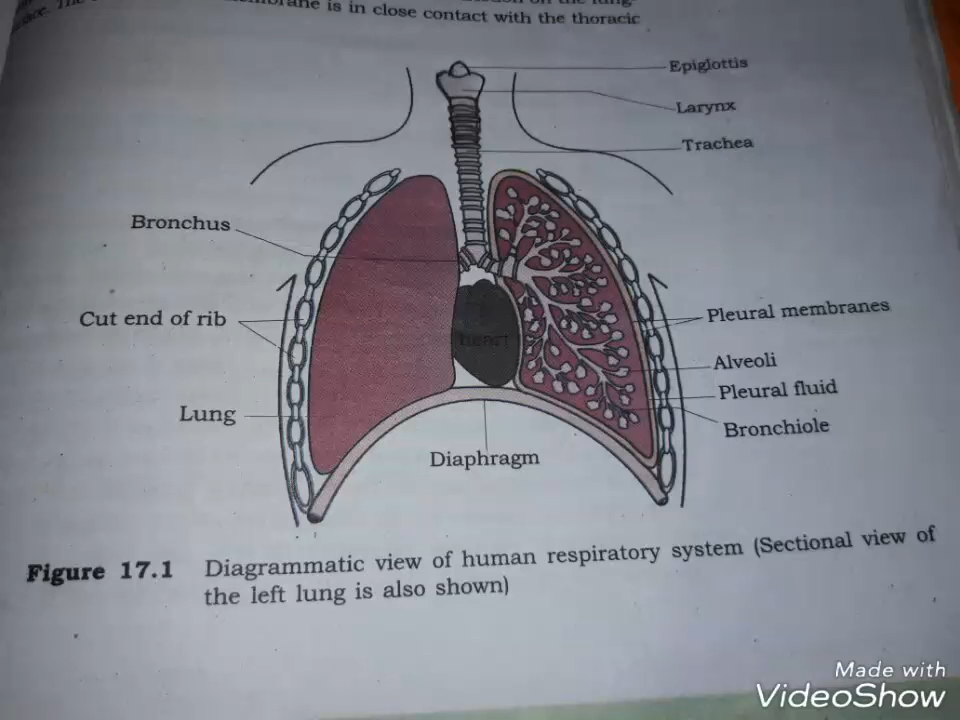 membrane is in close contact with the thoracic
Epiglottis
Larynx
Trachea
Bronchus
Cut end of rib
Pleural membranes
heart
Alveoli
Pleural fluid
Lung
Bronchiole
Diaphragm
Figure 17.1 Diagrammatic view of human respiratory system (Sectional view of
the left lung is also shown)
Made with
VideoShow